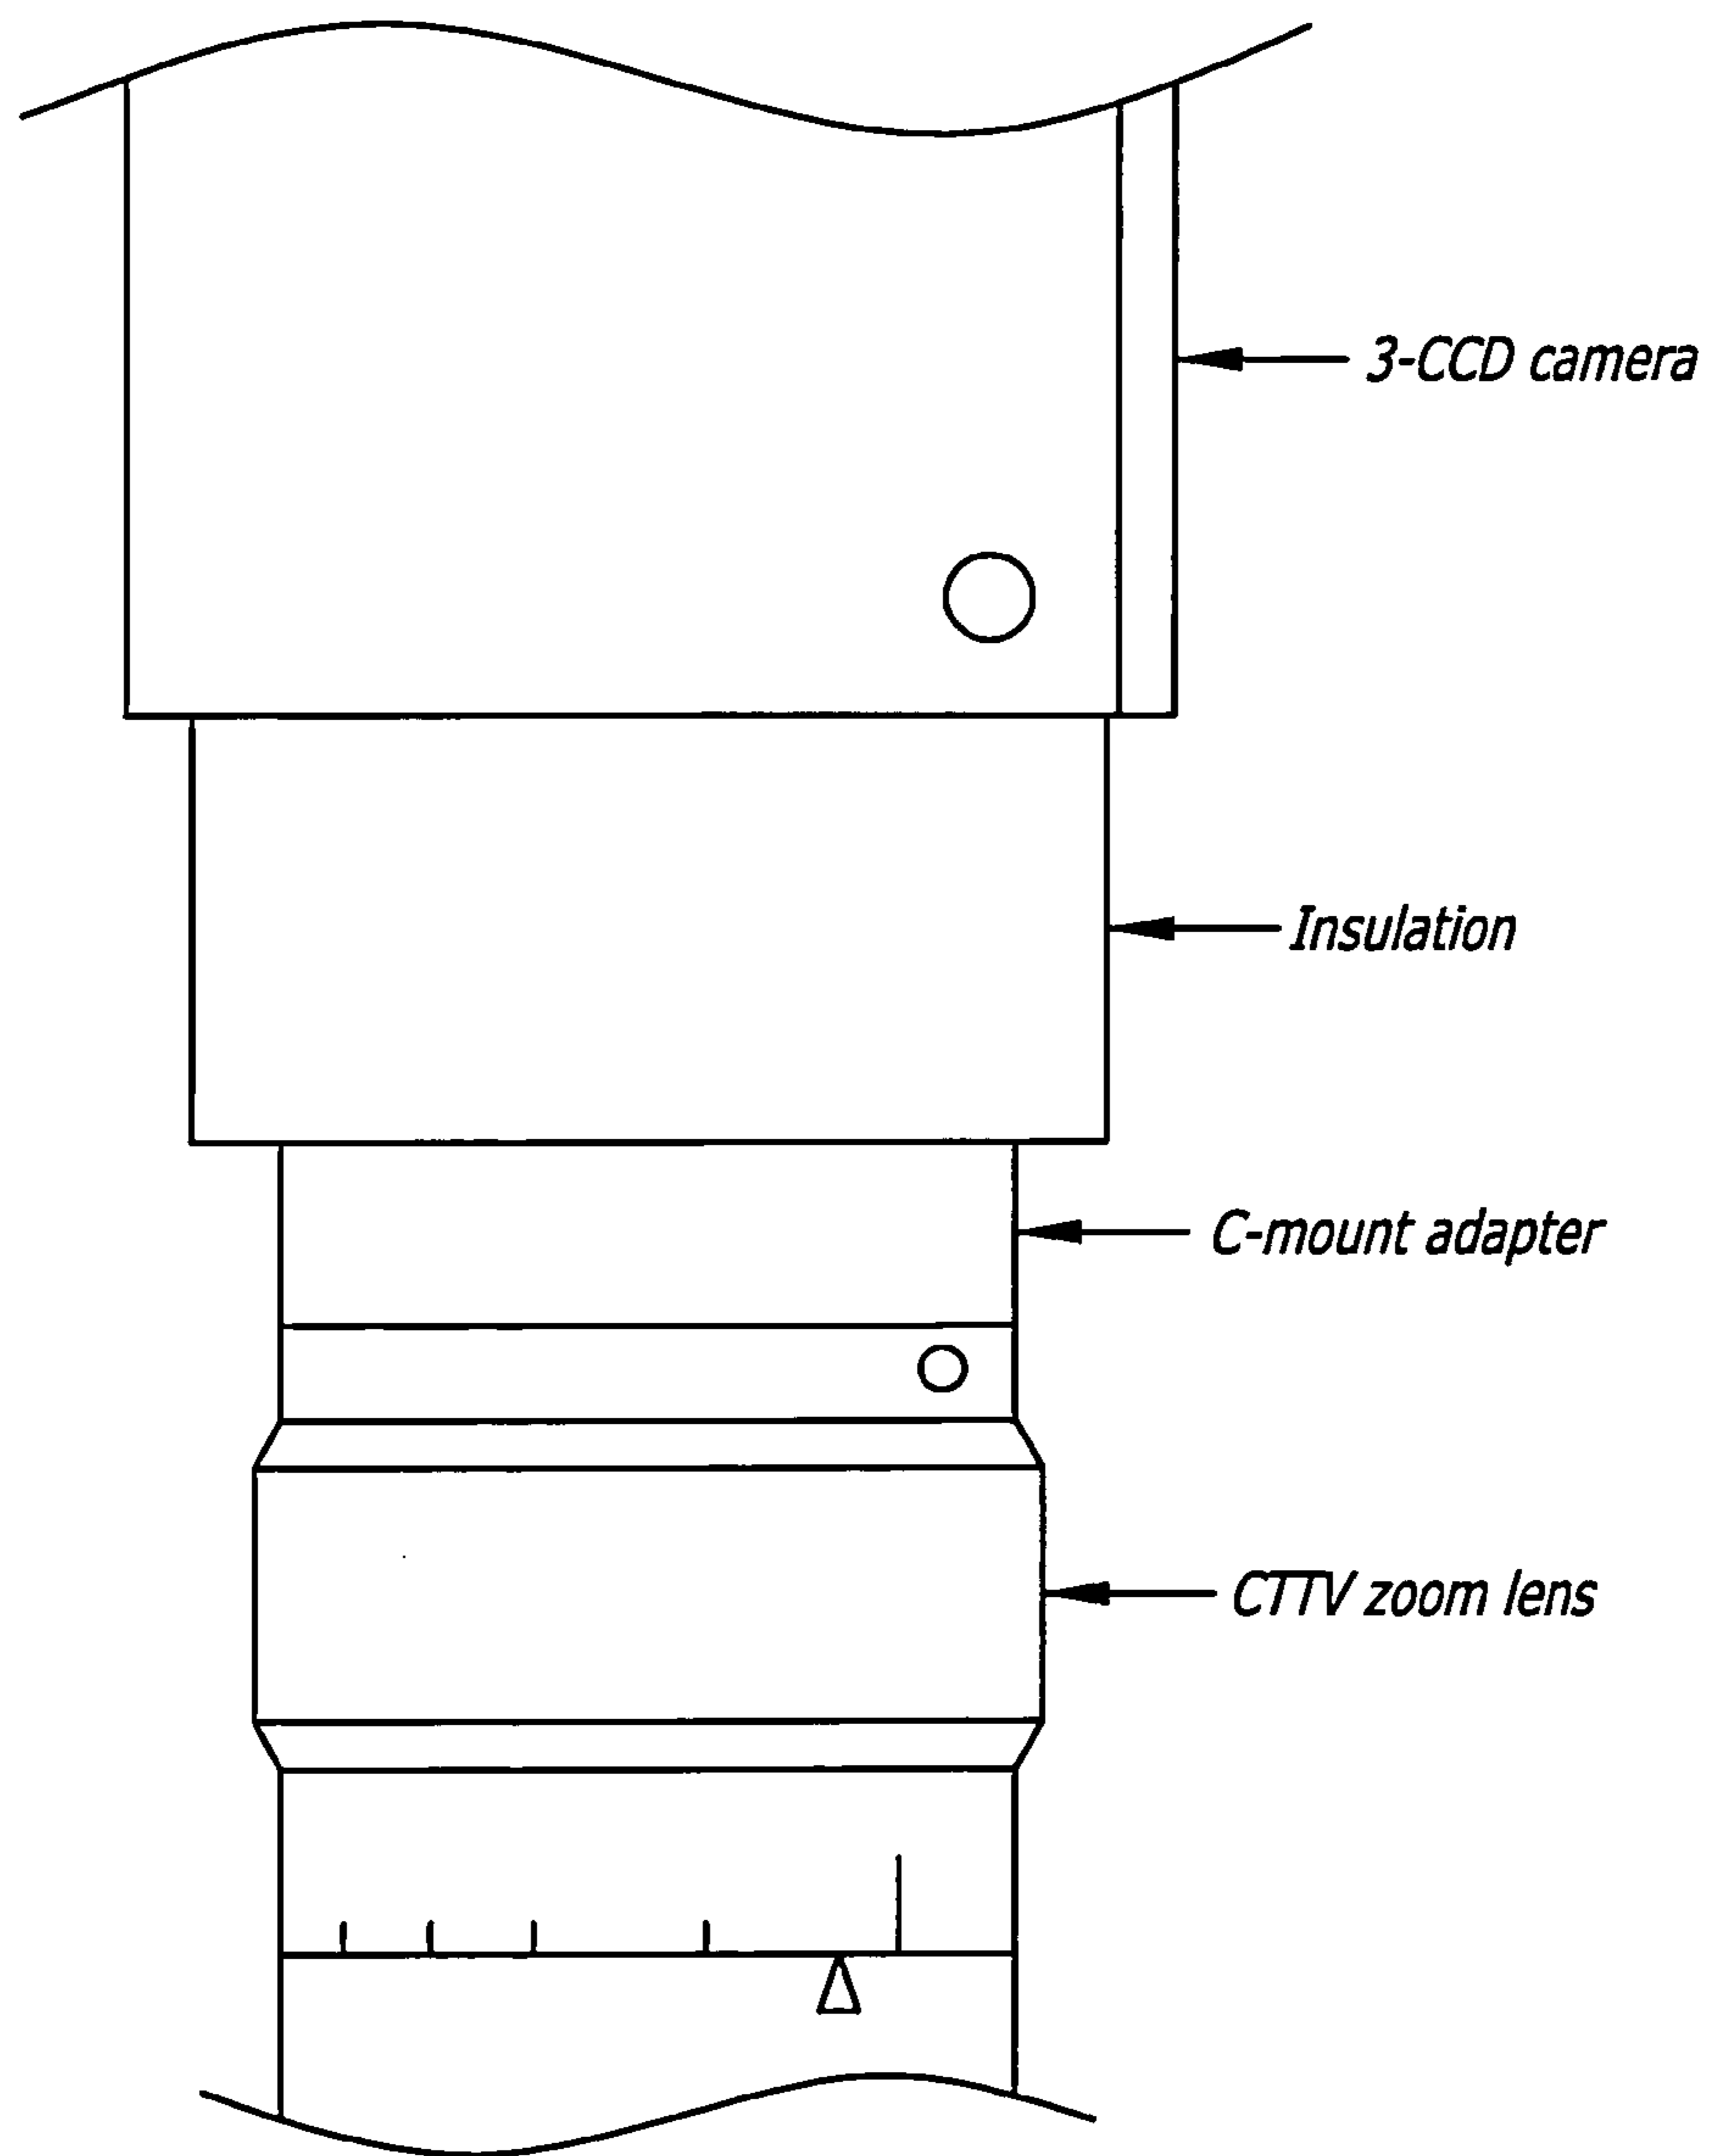 3-CCD camera
Insulation
C-mount adapter
CTTV zoom lens